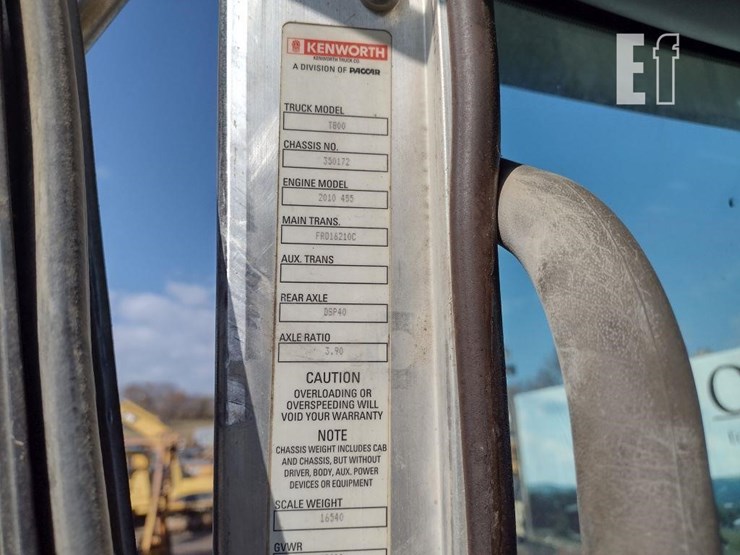 KENWORTH
KENWORTH TRUCK CO.
A DIVISION OF PACCAR
TRUCK MODEL
T800
CHASSIS NO.
350172
ENGINE MODEL
2010 455
MAIN TRANS.
FRO16210C
AUX. TRANS
REAR AXLE
DSP40
AXLE RATIO
3.90
CAUTION
OVERLOADING OR
OVERSPEEDING WILL
VOID YOUR WARRANTY
NOTE
CHASSIS WEIGHT INCLUDES CAB
AND CHASSIS, BUT WITHOUT
DRIVER, BODY, AUX. POWER
DEVICES OR EQUIPMENT
SCALE WEIGHT
16540
GVWR
Ef